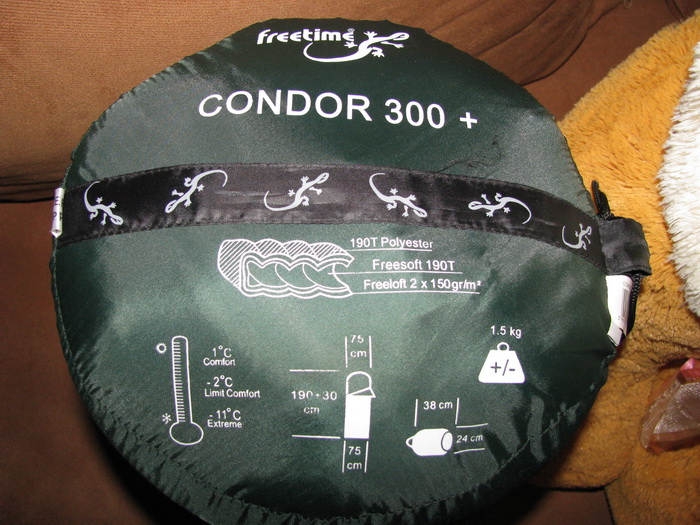 freetime
CONDOR 300 +
190T Polyester
Freesoft 190T
Freeloft 2 x 150gr/m²
1°C
Comfort
- 2°C
Limit Comfort
- 11°C
Extreme
75
cm
190+30
cm
75
cm
1.5 kg
+/-
38 cm
24 cm